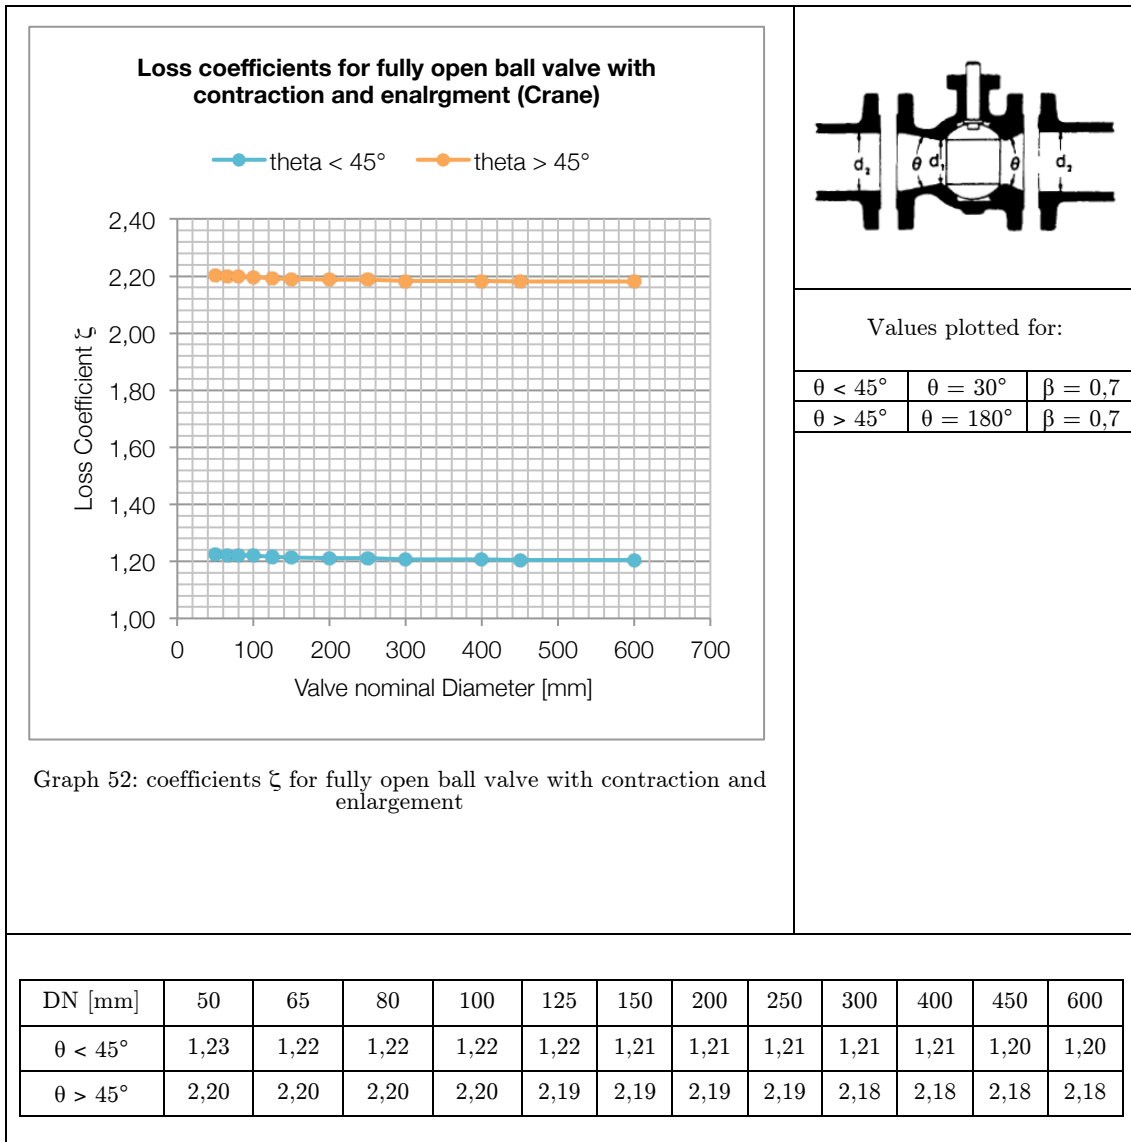 Loss coefficients for fully open ball valve with
contraction and enalrgment (Crane)
theta < 45° theta > 45°
2,40
2,20
2,00
1,80
1,60
1,40
1,20
1,00
Loss Coefficient ζ
0 100 200 300 400 500 600 700
Valve nominal Diameter [mm]
Graph 52: coefficients ζ for fully open ball valve with contraction and
enlargement
d₂ θ d₁ θ d₂
Values plotted for:
θ < 45° θ = 30° β = 0,7
θ > 45° θ = 180° β = 0,7
DN [mm] 50 65 80 100 125 150 200 250 300 400 450 600
θ < 45° 1,23 1,22 1,22 1,22 1,22 1,21 1,21 1,21 1,21 1,21 1,20 1,20
θ > 45° 2,20 2,20 2,20 2,20 2,19 2,19 2,19 2,19 2,18 2,18 2,18 2,18